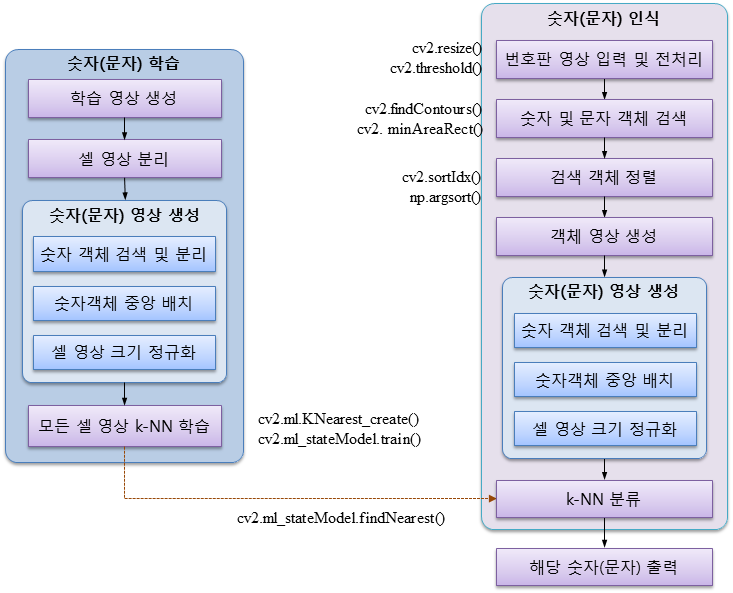 숫자(문자) 학습
학습 영상 생성
셀 영상 분리
숫자(문자) 영상 생성
숫자 객체 검색 및 분리
숫자객체 중앙 배치
셀 영상 크기 정규화
모든 셀 영상 k-NN 학습
cv2.ml.KNearest_create()
cv2.ml_stateModel.train()
cv2.ml_stateModel.findNearest()
숫자(문자) 인식
cv2.resize()
cv2.threshold()
번호판 영상 입력 및 전처리
cv2.findContours()
cv2. minAreaRect()
숫자 및 문자 객체 검색
cv2.sortIdx()
np.argsort()
검색 객체 정렬
객체 영상 생성
숫자(문자) 영상 생성
숫자 객체 검색 및 분리
숫자객체 중앙 배치
셀 영상 크기 정규화
k-NN 분류
해당 숫자(문자) 출력